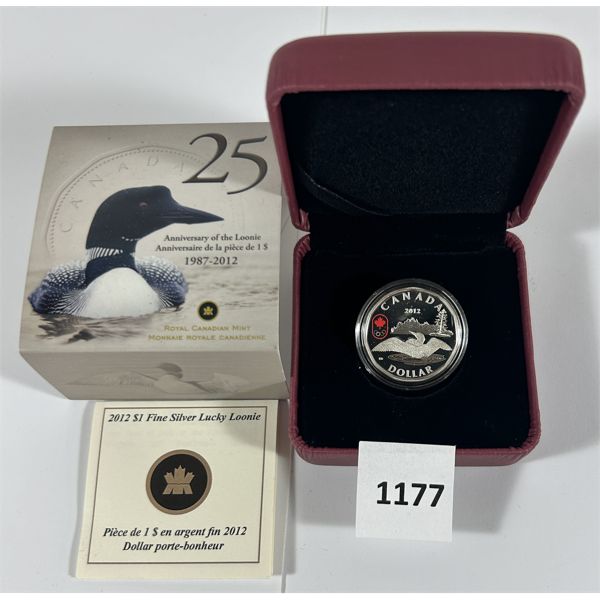 CANADA
25
Anniversary of the Loonie
Anniversaire de la pièce de 1 $
1987-2012
ROYAL CANADIAN MINT
MONNAIE ROYALE CANADIENNE
CANADA
2012
DOLLAR
2012 $1 Fine Silver Lucky Loonie
Pièce de 1 $ en argent fin 2012
Dollar porte-bonheur
1177